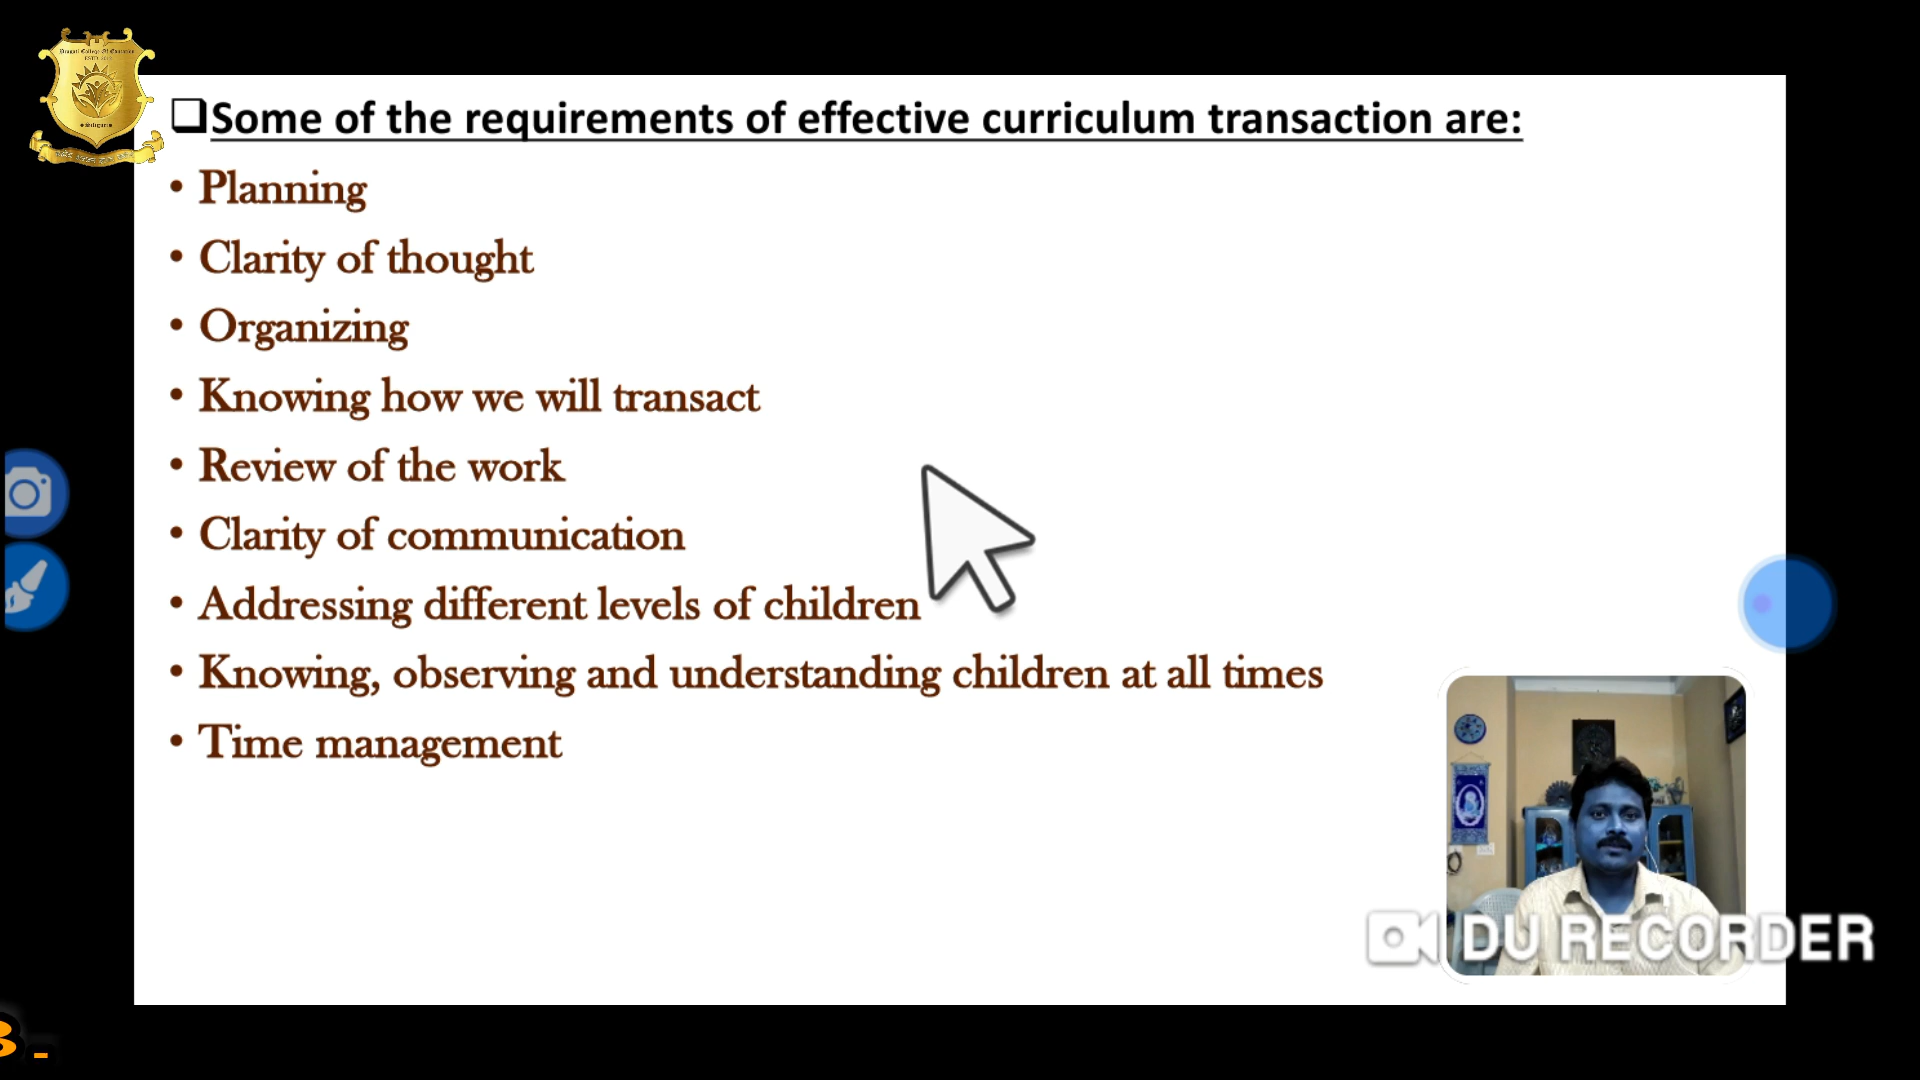 ❑Some of the requirements of effective curriculum transaction are:
• Planning
• Clarity of thought
• Organizing
• Knowing how we will transact
• Review of the work
• Clarity of communication
• Addressing different levels of children
• Knowing, observing and understanding children at all times
• Time management
DU RECORDER